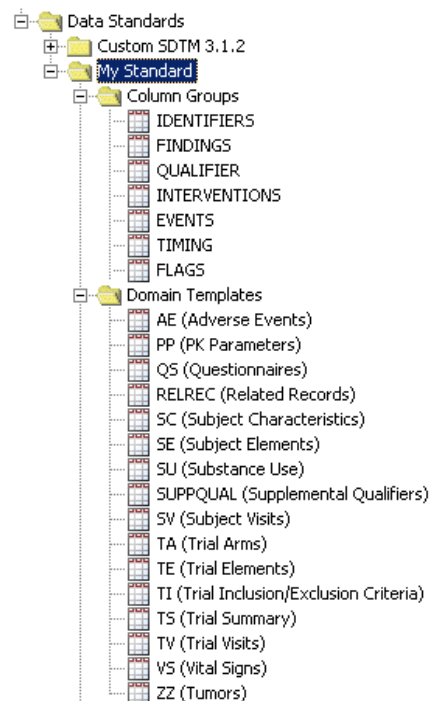 Data Standards
Custom SDTM 3.1.2
My Standard
Column Groups
IDENTIFIERS
FINDINGS
QUALIFIER
INTERVENTIONS
EVENTS
TIMING
FLAGS
Domain Templates
AE (Adverse Events)
PP (PK Parameters)
QS (Questionnaires)
RELREC (Related Records)
SC (Subject Characteristics)
SE (Subject Elements)
SU (Substance Use)
SUPPQUAL (Supplemental Qualifiers)
SV (Subject Visits)
TA (Trial Arms)
TE (Trial Elements)
TI (Trial Inclusion/Exclusion Criteria)
TS (Trial Summary)
TV (Trial Visits)
VS (Vital Signs)
ZZ (Tumors)